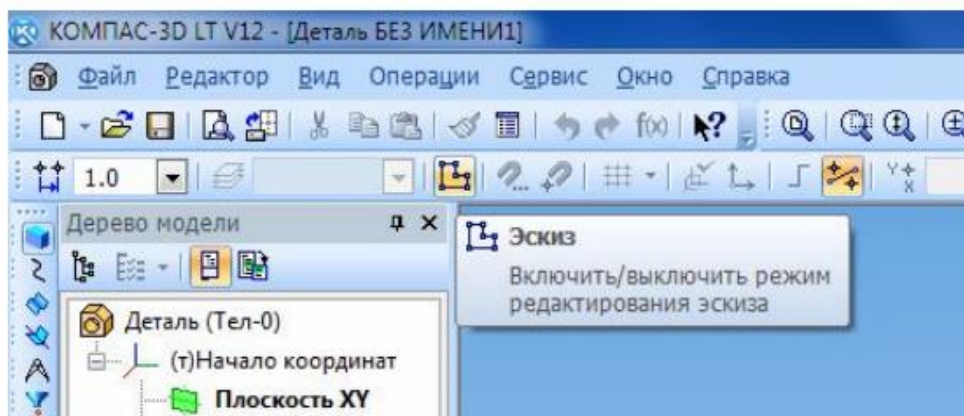 КОМПАС-3D LT V12 - [Деталь БЕЗ ИМЕНИ1]
Файл Редактор Вид Операции Сервис Окно Справка
f(x) ?
1.0
Дерево модели
Эскиз
Включить/выключить режим
редактирования эскиза
Деталь (Тел-0)
(т)Начало координат
Плоскость XY